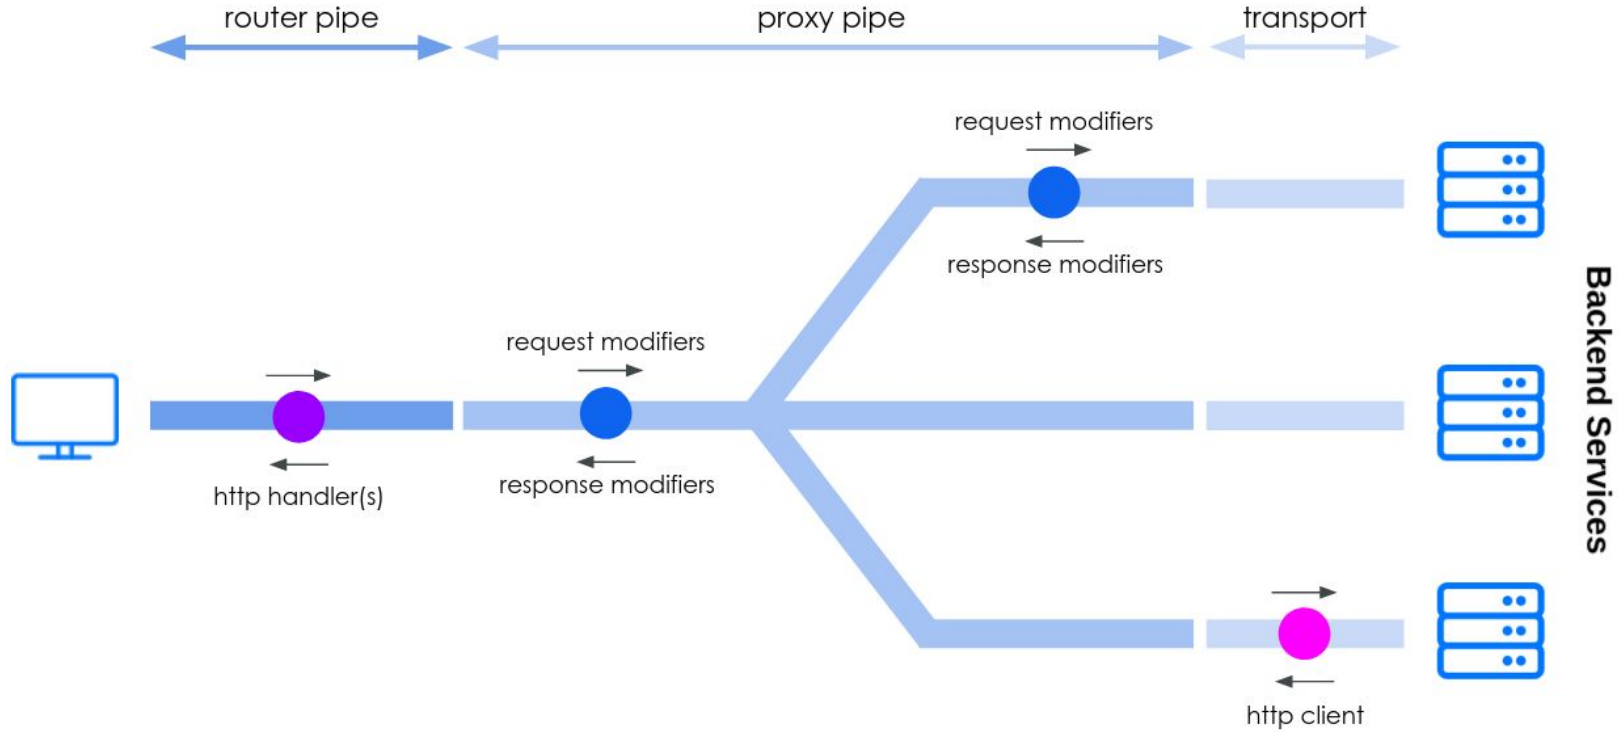 router pipe
proxy pipe
transport
request modifiers
response modifiers
request modifiers
response modifiers
http handler(s)
http client
Backend Services